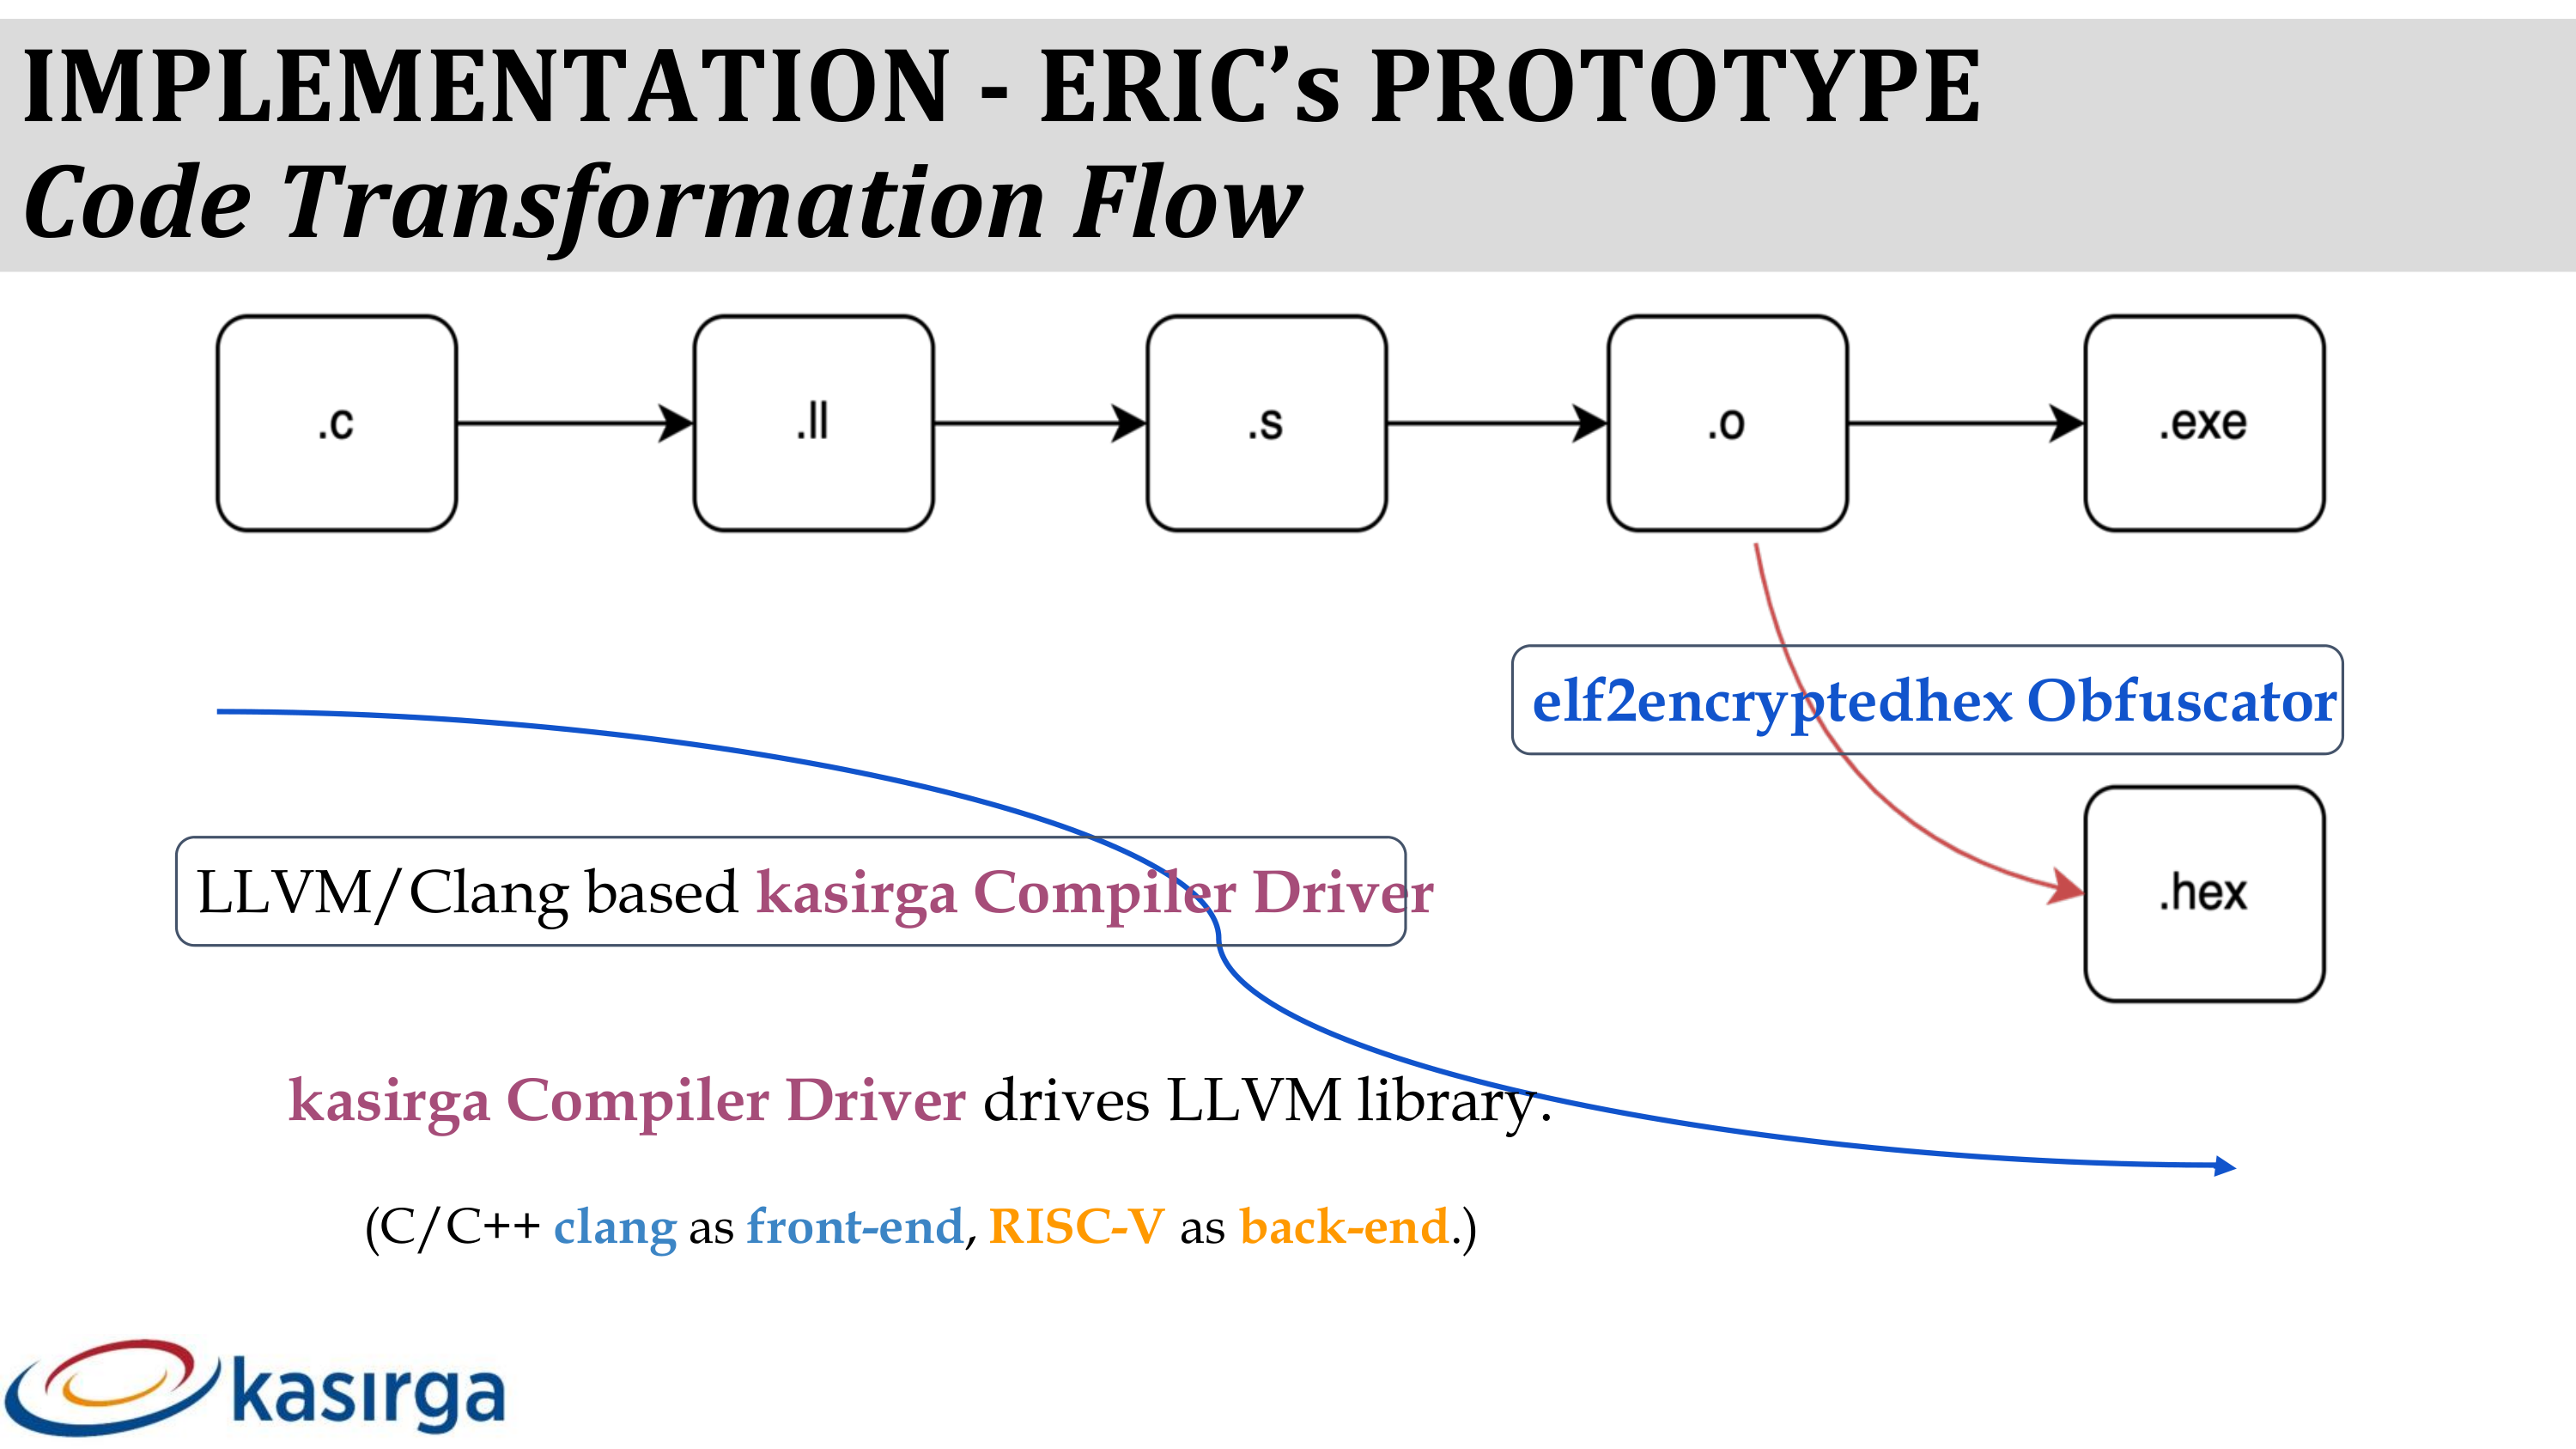 IMPLEMENTATION - ERIC’s PROTOTYPE
Code Transformation Flow
.c
.ll
.s
.o
.exe
elf2encryptedhex Obfuscator
LLVM/Clang based kasirga Compiler Driver
.hex
kasirga Compiler Driver drives LLVM library.
(C/C++ clang as front-end, RISC-V as back-end.)
kasırga